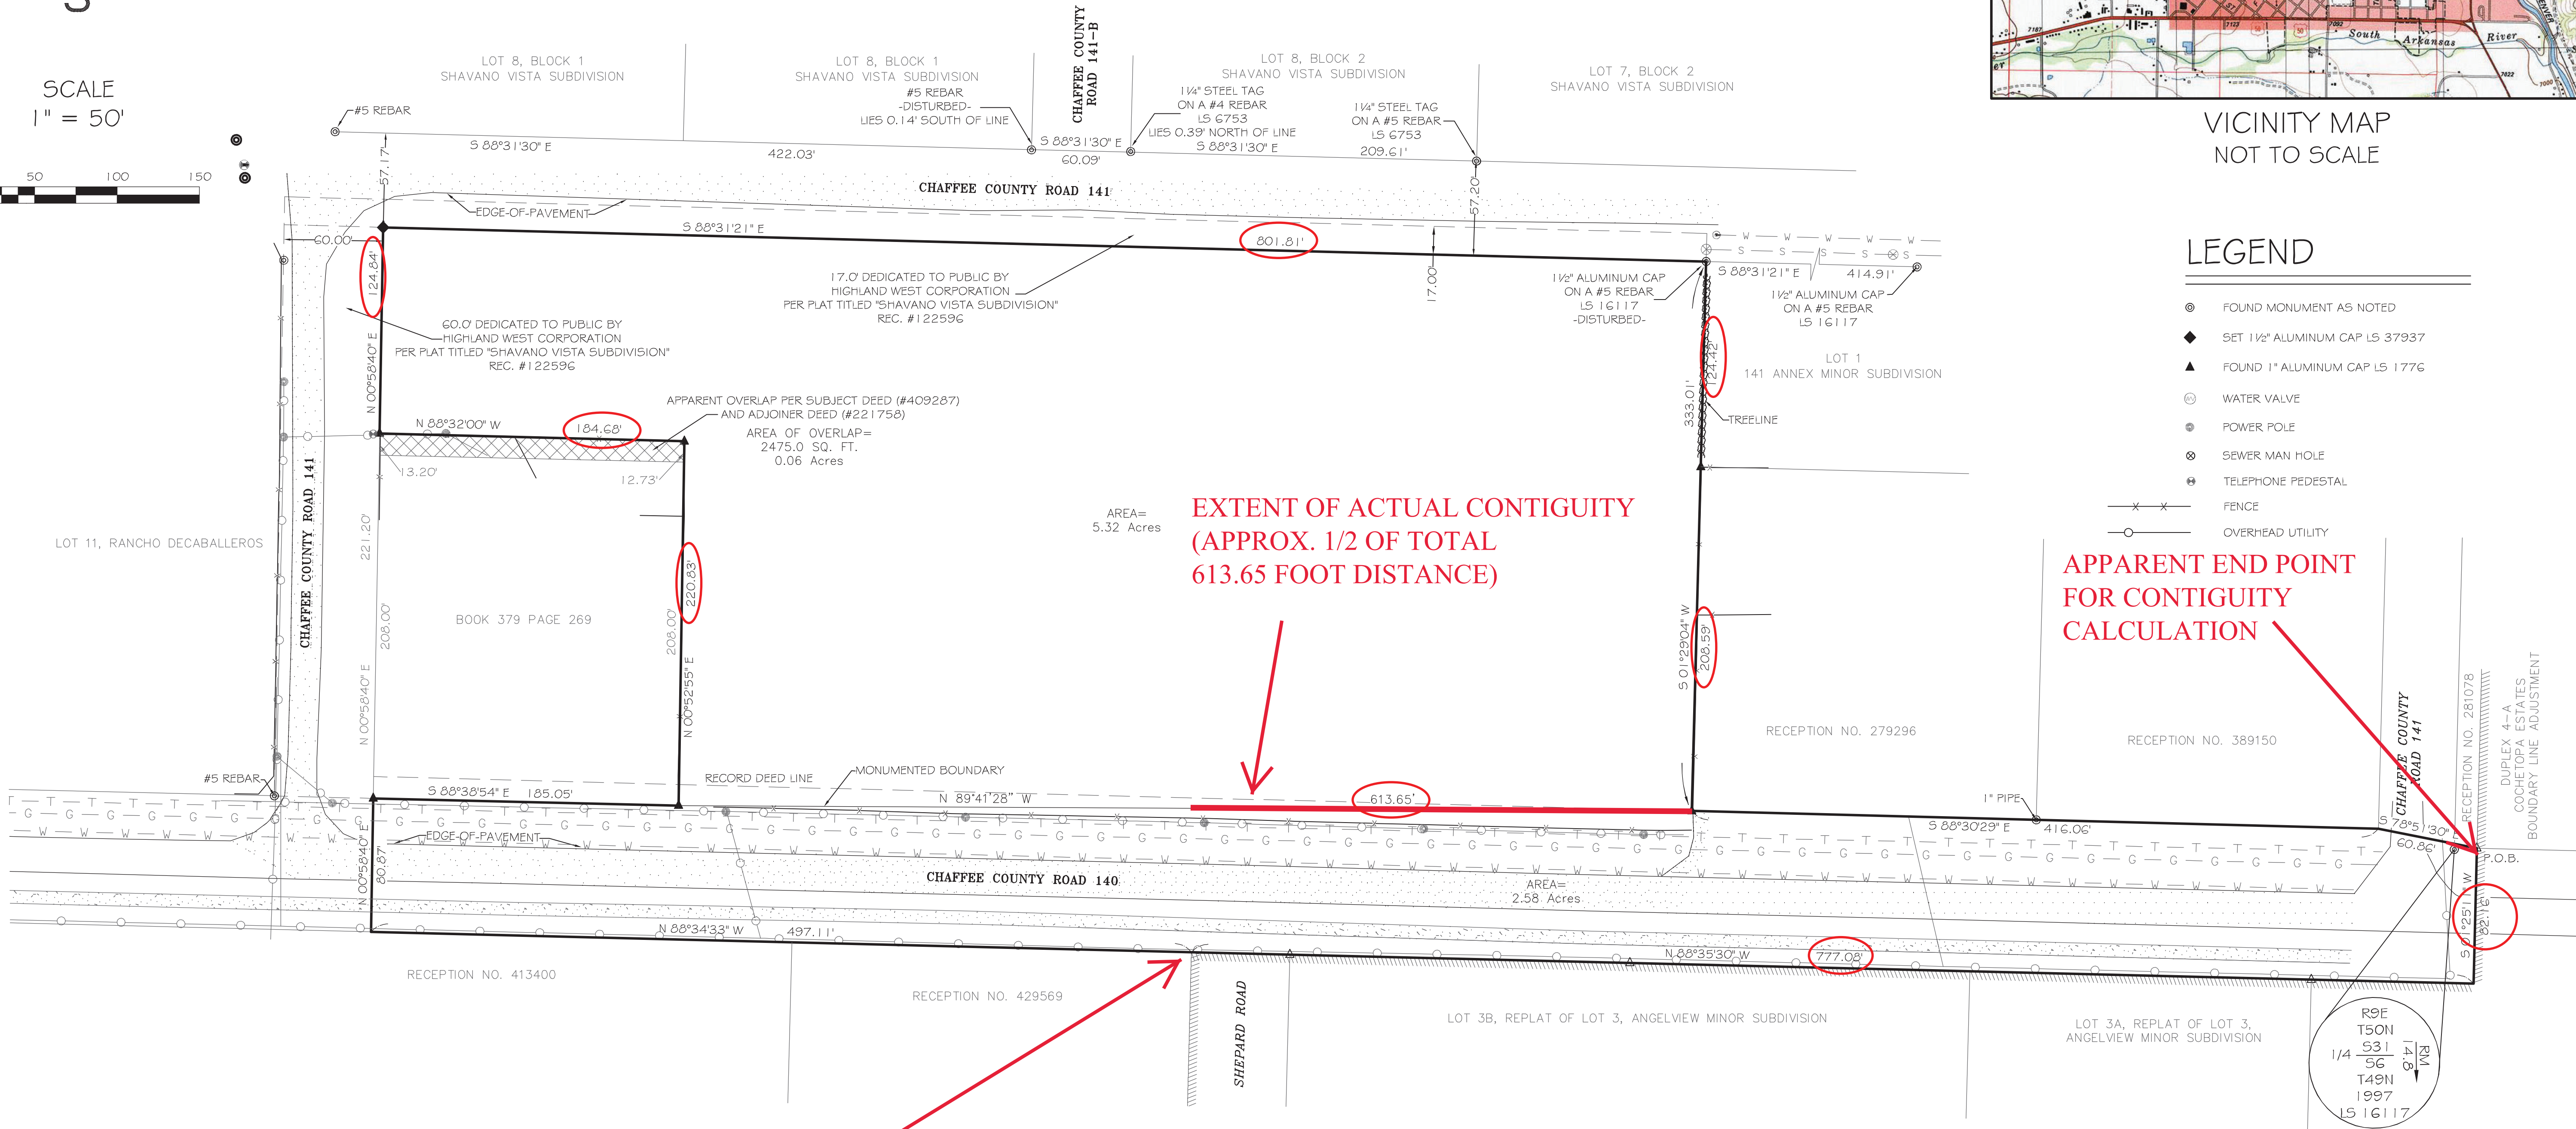 SCALE
1" = 50'
50 100 150
LOT 8, BLOCK 1
SHAVANO VISTA SUBDIVISION
LOT 8, BLOCK 1
SHAVANO VISTA SUBDIVISION
CHAFFEE COUNTY
ROAD 141-B
LOT 8, BLOCK 2
SHAVANO VISTA SUBDIVISION
LOT 7, BLOCK 2
SHAVANO VISTA SUBDIVISION
#5 REBAR
#5 REBAR
-DISTURBED-
LIES 0.14' SOUTH OF LINE
1 1/4" STEEL TAG
ON A #4 REBAR
LS 6753
LIES 0.39' NORTH OF LINE
1 1/4" STEEL TAG
ON A #5 REBAR
LS 6753
S 88°31'30" E
422.03'
S 88°31'30" E
60.09'
S 88°31'30" E
209.61'
57.17'
57.20'
CHAFFEE COUNTY ROAD 141
EDGE-OF-PAVEMENT
60.00'
S 88°31'21" E
801.81'
17.00'
124.84'
N 00°58'40" E
17.0' DEDICATED TO PUBLIC BY
HIGHLAND WEST CORPORATION
PER PLAT TITLED "SHAVANO VISTA SUBDIVISION"
REC. #122596
60.0' DEDICATED TO PUBLIC BY
HIGHLAND WEST CORPORATION
PER PLAT TITLED "SHAVANO VISTA SUBDIVISION"
REC. #122596
1 1/2" ALUMINUM CAP
ON A #5 REBAR
LS 16117
-DISTURBED-
S 88°31'21" E
414.91'
1 1/2" ALUMINUM CAP
ON A #5 REBAR
LS 16117
W W W W W
S S S S S
124.42'
333.01'
TREELINE
LOT 1
141 ANNEX MINOR SUBDIVISION
APPARENT OVERLAP PER SUBJECT DEED (#409287)
AND ADJOINER DEED (#221758)
AREA OF OVERLAP=
2475.0 SQ. FT.
0.06 Acres
N 88°32'00" W
184.68'
13.20'
12.73'
CHAFFEE COUNTY ROAD 141
LOT 11, RANCHO DECABALLEROS
221.20'
208.00'
N 00°58'40" E
BOOK 379 PAGE 269
220.83'
208.00'
N 00°52'55" E
AREA=
5.32 Acres
EXTENT OF ACTUAL CONTIGUITY
(APPROX. 1/2 OF TOTAL
613.65 FOOT DISTANCE)
S 01°29'04" W
208.59'
RECEPTION NO. 279296
RECEPTION NO. 389150
CHAFFEE COUNTY
ROAD 141
RECEPTION NO. 281078
DUPLEX 4-A
COCHETOPA ESTATES
BOUNDARY LINE ADJUSTMENT
APPARENT END POINT
FOR CONTIGUITY
CALCULATION
#5 REBAR
RECORD DEED LINE
MONUMENTED BOUNDARY
S 88°38'54" E 185.05'
N 89°41'28" W
613.65'
1" PIPE
S 88°30'29" E 416.06'
S 78°51'30" E
60.86'
P.O.B.
S 01°25'11" W
82.16'
N 00°58'40" E
80.87'
EDGE-OF-PAVEMENT
CHAFFEE COUNTY ROAD 140
AREA=
2.58 Acres
N 88°34'33" W 497.11'
N 88°35'30" W 777.08'
RECEPTION NO. 413400
RECEPTION NO. 429569
SHEPARD ROAD
LOT 3B, REPLAT OF LOT 3, ANGELVIEW MINOR SUBDIVISION
LOT 3A, REPLAT OF LOT 3,
ANGELVIEW MINOR SUBDIVISION
R9E
T50N
1/4 S31
S6
T49N
1997
LS 16117
RM
14.8
South Arkansas River
7187
7123
7092
7022
7000
50
50
VICINITY MAP
NOT TO SCALE
LEGEND
FOUND MONUMENT AS NOTED
SET 1 1/2" ALUMINUM CAP LS 37937
FOUND 1" ALUMINUM CAP LS 1776
WATER VALVE
POWER POLE
SEWER MAN HOLE
TELEPHONE PEDESTAL
FENCE
OVERHEAD UTILITY